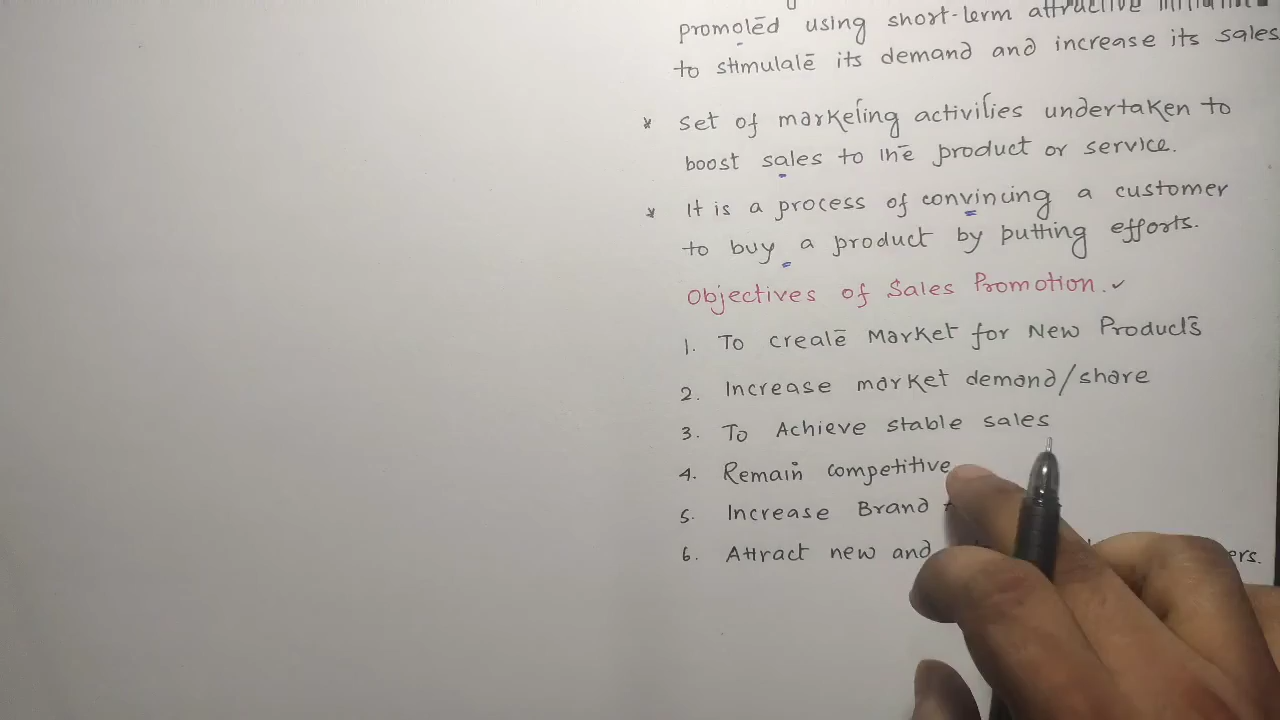 promoted using short-term attractive
to stimulate its demand and increase its sales
* set of marketing activities undertaken to
boost sales to the product or service.
* It is a process of convincing a customer
to buy a product by putting efforts.
Objectives of Sales Promotion. ✓
1. To create Market for New Products
2. Increase market demand/share
3. To Achieve stable sales
4. Remain competitive
5. Increase Brand
6. Attract new and